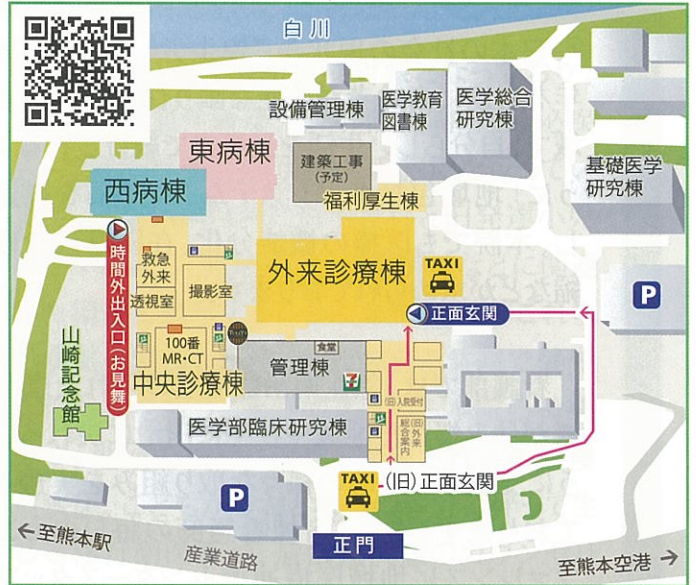 白川
設備管理棟
医学教育
図書棟
医学総合
研究棟
東病棟
建築工事
(予定)
基礎医学
研究棟
西病棟
福利厚生棟
救急
外来
透視室
撮影室
外来診療棟
TAXI
P
正面玄関
時間外出入口(お見舞)
山崎記念館
100番
MR・CT
中央診療棟
食堂
管理棟
7
(旧)入院受付
医学部臨床研究棟
(旧)外来
総合案内
P
TAXI
(旧)正面玄関
正門
←至熊本駅
産業道路
至熊本空港→